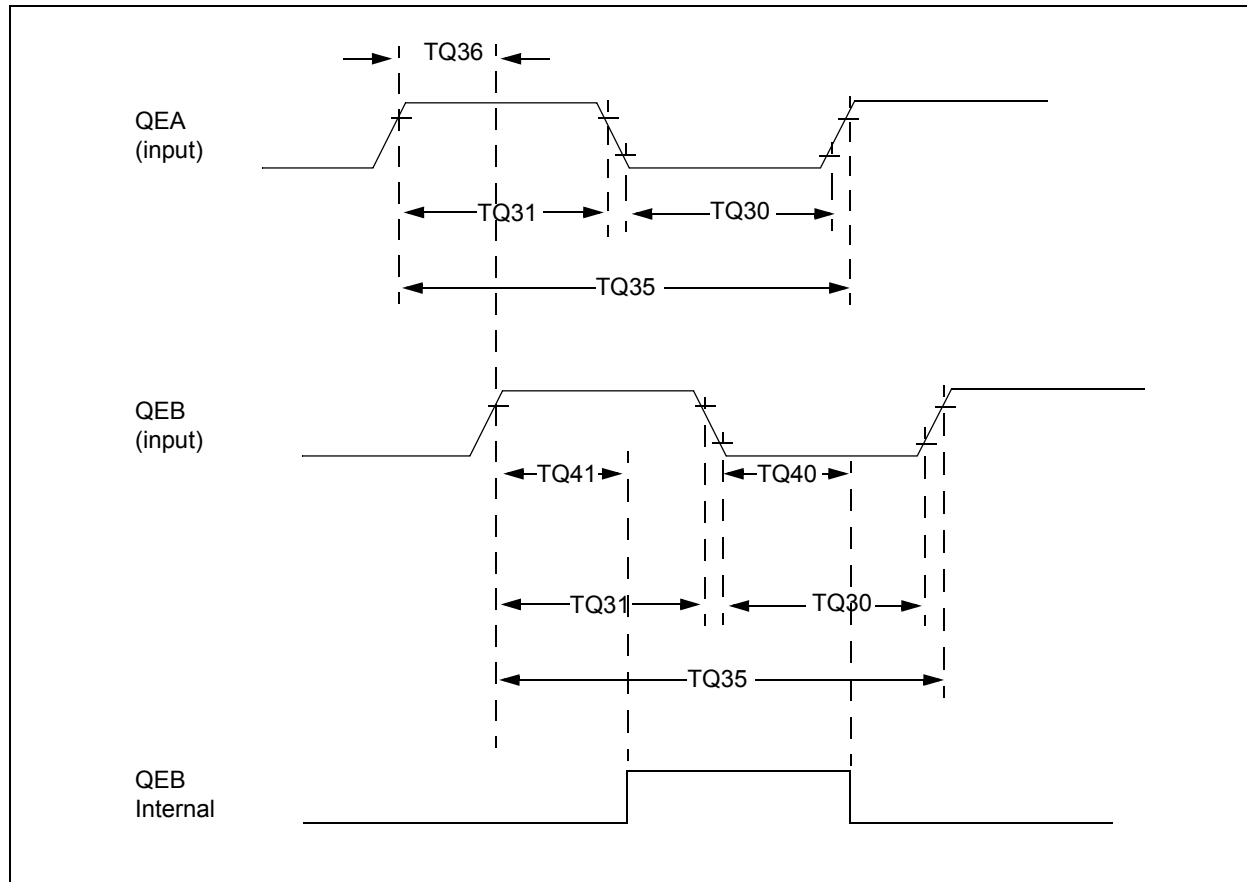 TQ36
QEA
(input)
TQ31
TQ30
TQ35
QEB
(input)
TQ41
TQ40
TQ31
TQ30
TQ35
QEB
Internal